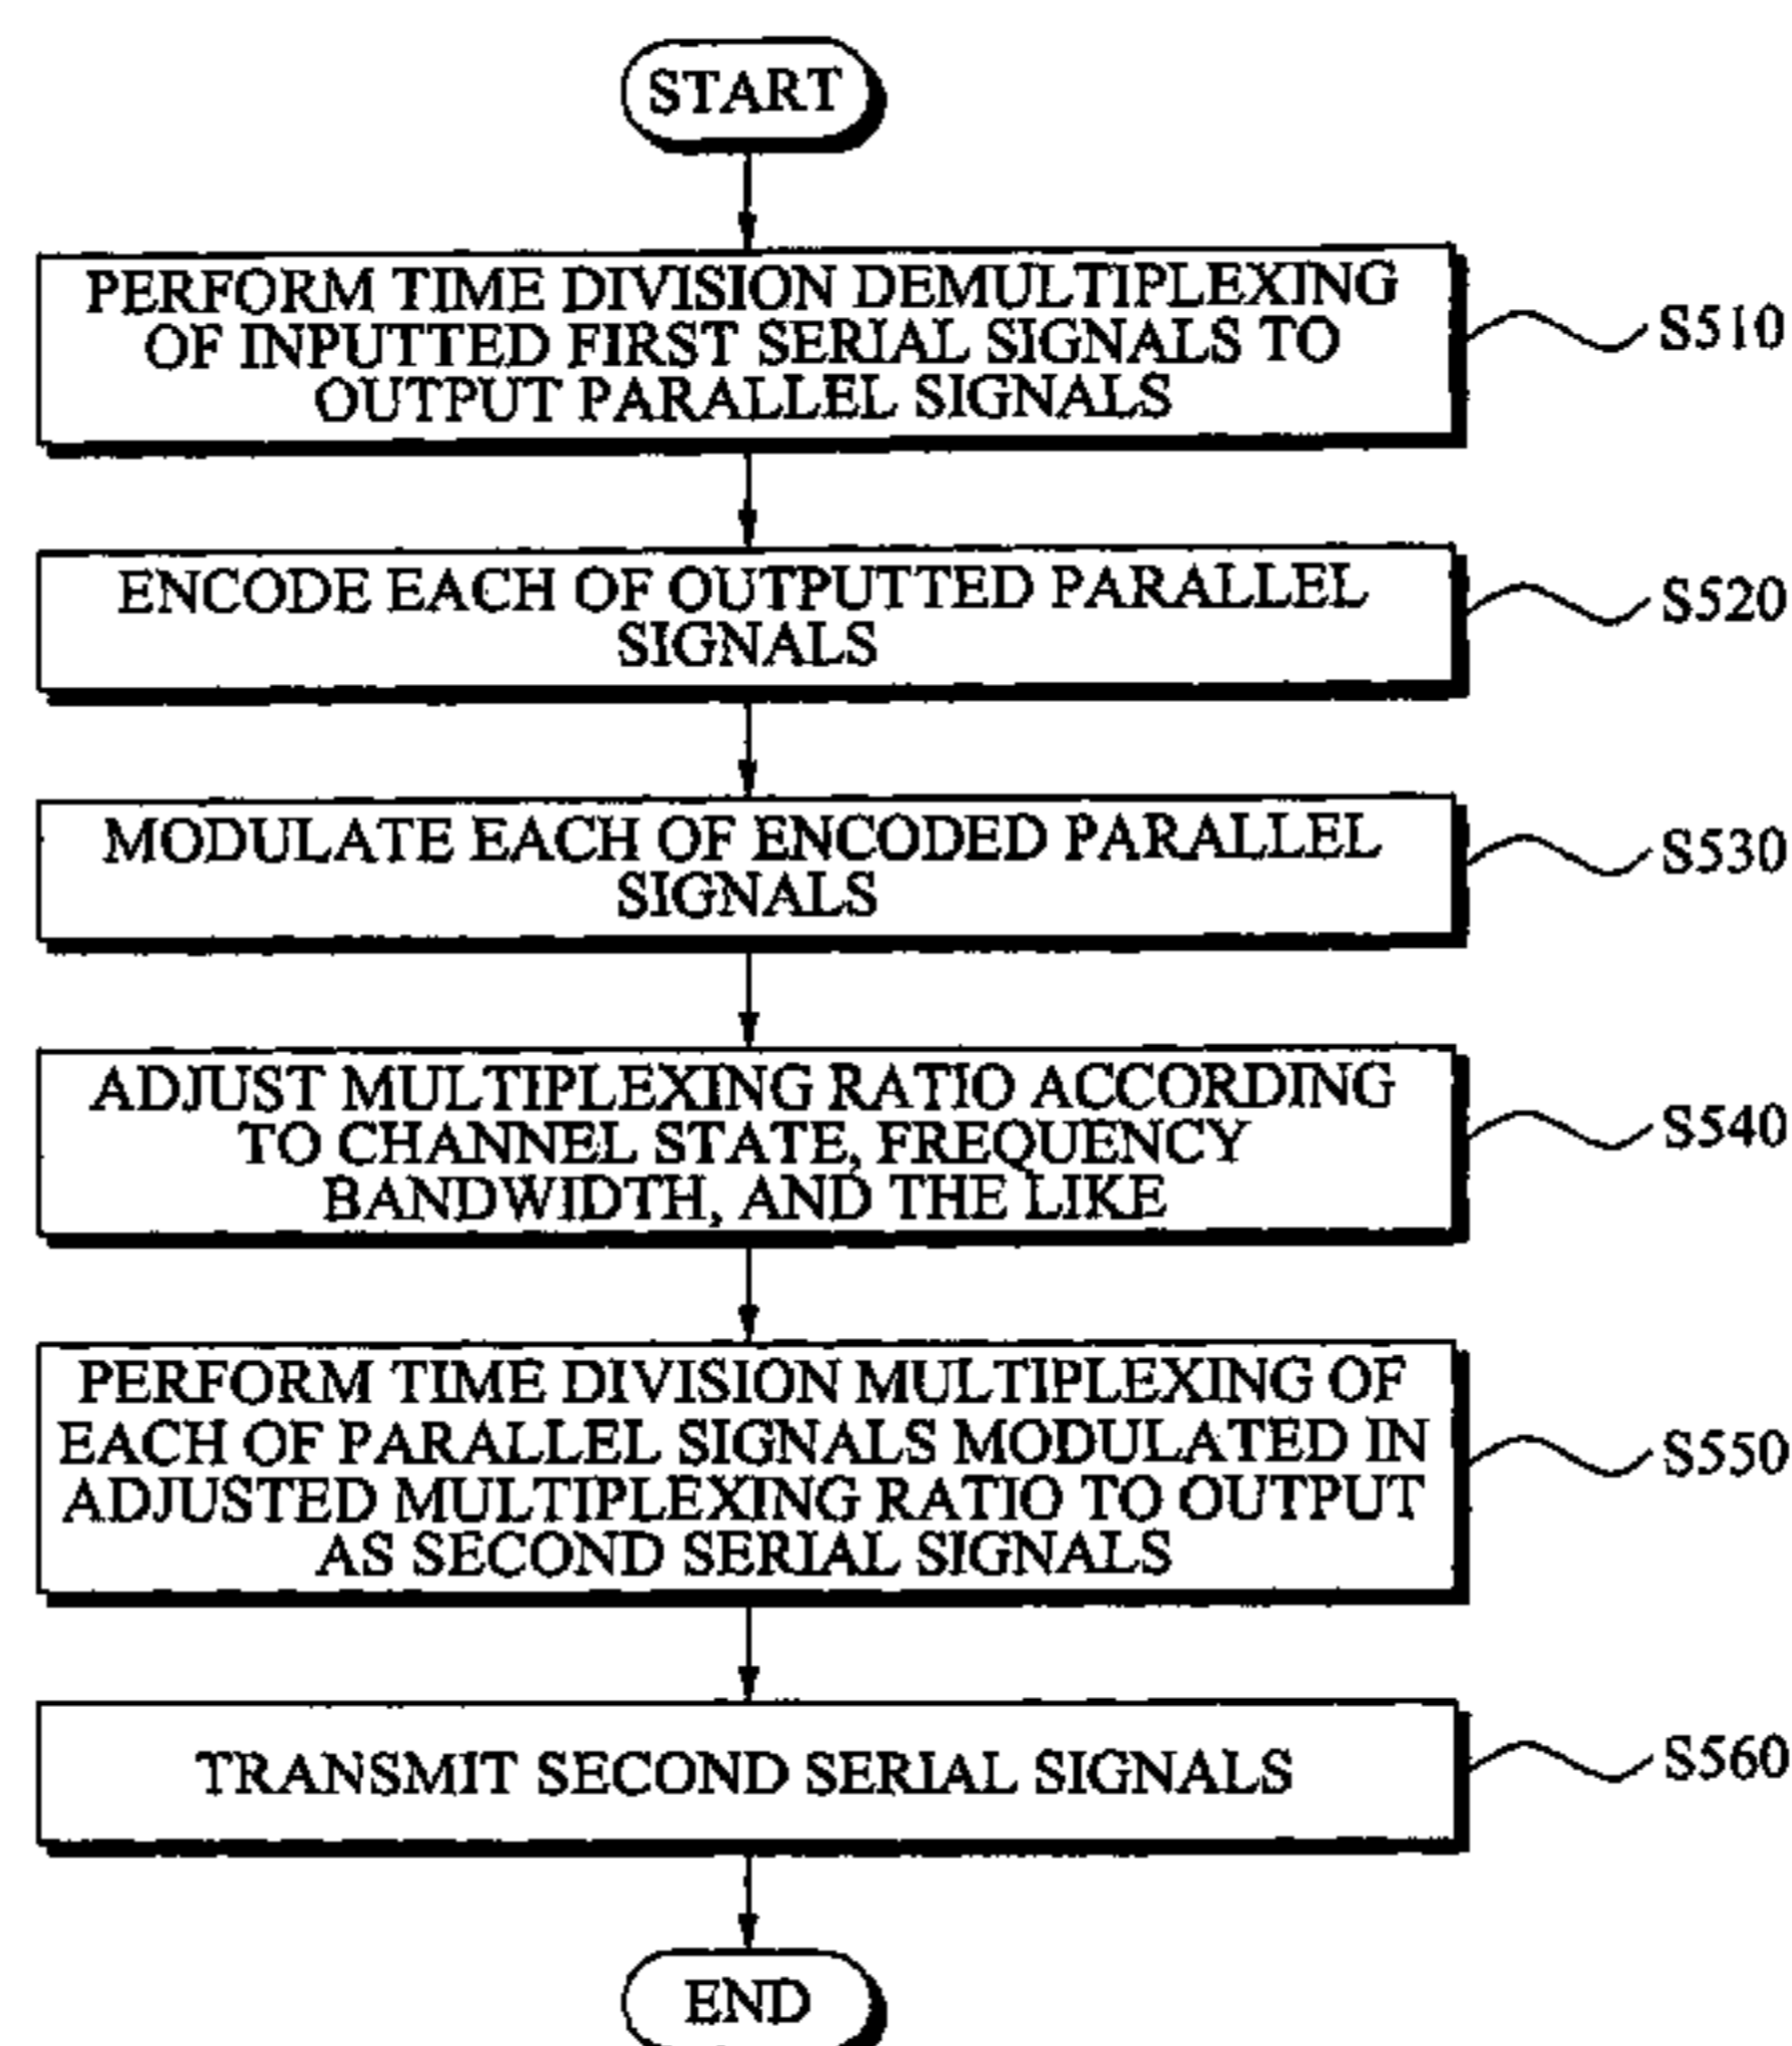 START
PERFORM TIME DIVISION DEMULTIPLEXING
OF INPUTTED FIRST SERIAL SIGNALS TO
OUTPUT PARALLEL SIGNALS
S510
ENCODE EACH OF OUTPUTTED PARALLEL
SIGNALS
S520
MODULATE EACH OF ENCODED PARALLEL
SIGNALS
S530
ADJUST MULTIPLEXING RATIO ACCORDING
TO CHANNEL STATE, FREQUENCY
BANDWIDTH, AND THE LIKE
S540
PERFORM TIME DIVISION MULTIPLEXING OF
EACH OF PARALLEL SIGNALS MODULATED IN
ADJUSTED MULTIPLEXING RATIO TO OUTPUT
AS SECOND SERIAL SIGNALS
S550
TRANSMIT SECOND SERIAL SIGNALS
S560
END